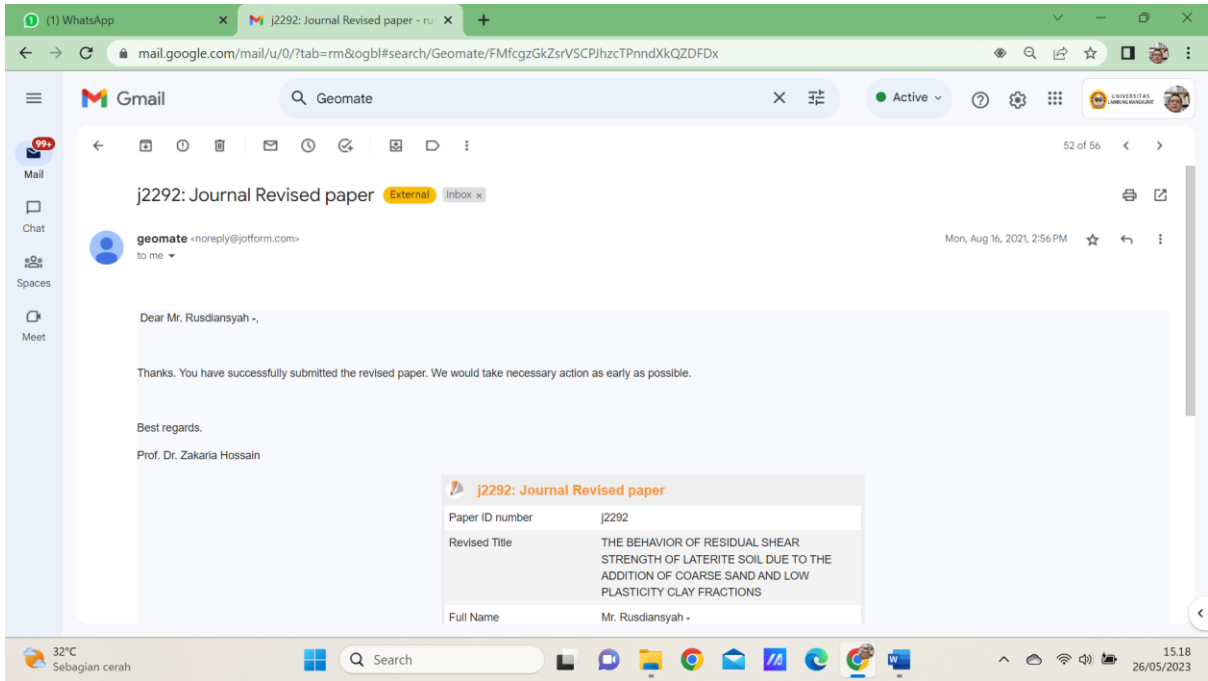 (1) WhatsApp
j2292: Journal Revised paper - ru
mail.google.com/mail/u/0/?tab=rm&ogbl#search/Geomate/FMfcgzGkZsrVSCPJhzcTPnndXkQZDFDx
Gmail
Geomate
Active
UNIVERSITAS
LAMBUNG MANGKURAT
99+
Mail
Chat
Spaces
Meet
52 of 56
j2292: Journal Revised paper External Inbox x
geomate <noreply@jotform.com>
Mon, Aug 16, 2021, 2:56 PM
to me
Dear Mr. Rusdiansyah -,
Thanks. You have successfully submitted the revised paper. We would take necessary action as early as possible.
Best regards.
Prof. Dr. Zakaria Hossain
j2292: Journal Revised paper
Paper ID number j2292
Revised Title THE BEHAVIOR OF RESIDUAL SHEAR
STRENGTH OF LATERITE SOIL DUE TO THE
ADDITION OF COARSE SAND AND LOW
PLASTICITY CLAY FRACTIONS
Full Name Mr. Rusdiansyah -
32°C
Sebagian cerah
Search
15.18
26/05/2023